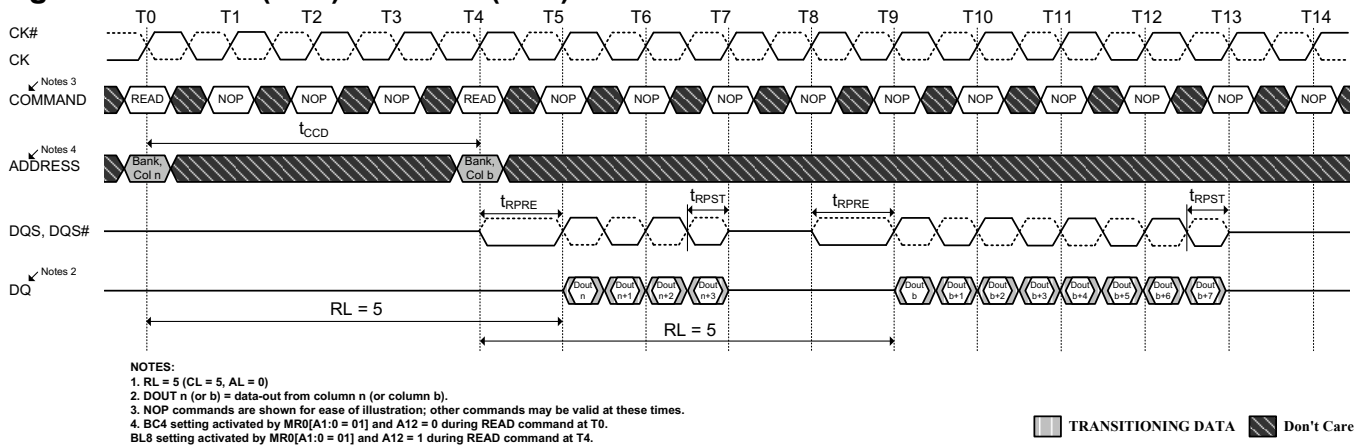 T0 T1 T2 T3 T4 T5 T6 T7 T8 T9 T10 T11 T12 T13 T14
CK#
CK
Notes 3
COMMAND READ NOP NOP NOP READ NOP NOP NOP NOP NOP NOP NOP NOP NOP NOP
tCCD
Notes 4
ADDRESS
Bank, Col n
Bank, Col b
tRPRE tRPST tRPRE tRPST
DQS, DQS#
Notes 2
DQ
Dout n
Dout n+1
Dout n+2
Dout n+3
Dout b
Dout b+1
Dout b+2
Dout b+3
Dout b+4
Dout b+5
Dout b+6
Dout b+7
RL = 5
RL = 5
NOTES:
1. RL = 5 (CL = 5, AL = 0)
2. DOUT n (or b) = data-out from column n (or column b).
3. NOP commands are shown for ease of illustration; other commands may be valid at these times.
4. BC4 setting activated by MR0[A1:0 = 01] and A12 = 0 during READ command at T0.
BL8 setting activated by MR0[A1:0 = 01] and A12 = 1 during READ command at T4.
TRANSITIONING DATA Don't Care